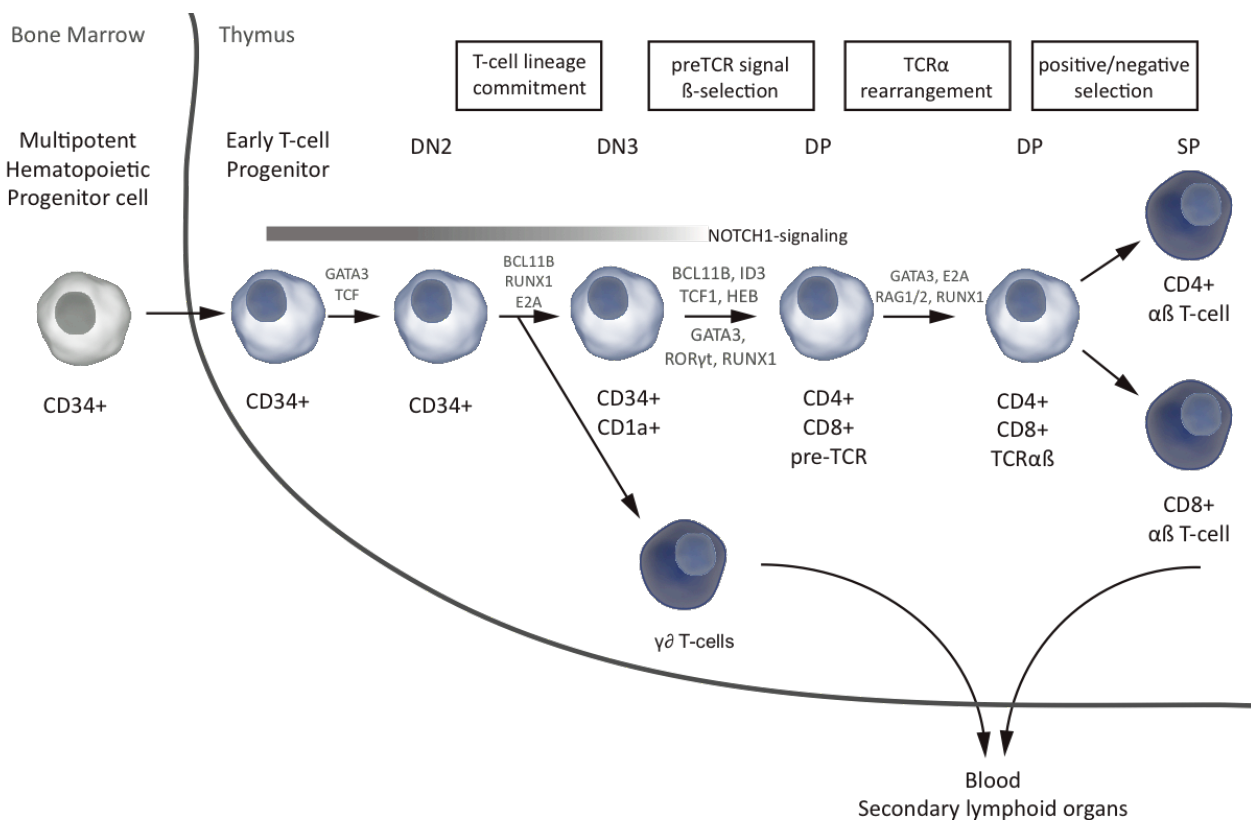 Bone Marrow
Thymus
T-cell lineage
commitment
preTCR signal
ß-selection
TCRα
rearrangement
positive/negative
selection
Multipotent
Hematopoietic
Progenitor cell
Early T-cell
Progenitor
DN2
DN3
DP
DP
SP
NOTCH1-signaling
GATA3
TCF
BCL11B
RUNX1
E2A
BCL11B, ID3
TCF1, HEB
GATA3,
RORγt, RUNX1
GATA3, E2A
RAG1/2, RUNX1
CD4+
αß T-cell
CD34+
CD34+
CD34+
CD34+
CD1a+
CD4+
CD8+
pre-TCR
CD4+
CD8+
TCRαß
CD8+
αß T-cell
γ∂ T-cells
Blood
Secondary lymphoid organs